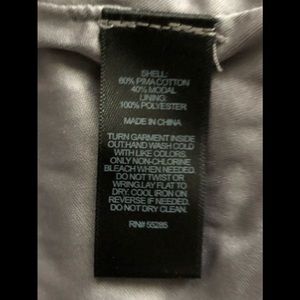 SHELL:
60% PIMA COTTON
40% MODAL
LINING:
100% POLYESTER
MADE IN CHINA
TURN GARMENT INSIDE
OUT.HAND WASH COLD
WITH LIKE COLORS.
ONLY NON-CHLORINE
BLEACH WHEN NEEDED.
DO NOT TWIST OR
WRING.LAY FLAT TO
DRY. COOL IRON ON
REVERSE IF NEEDED.
DO NOT DRY CLEAN.
RN# 55285